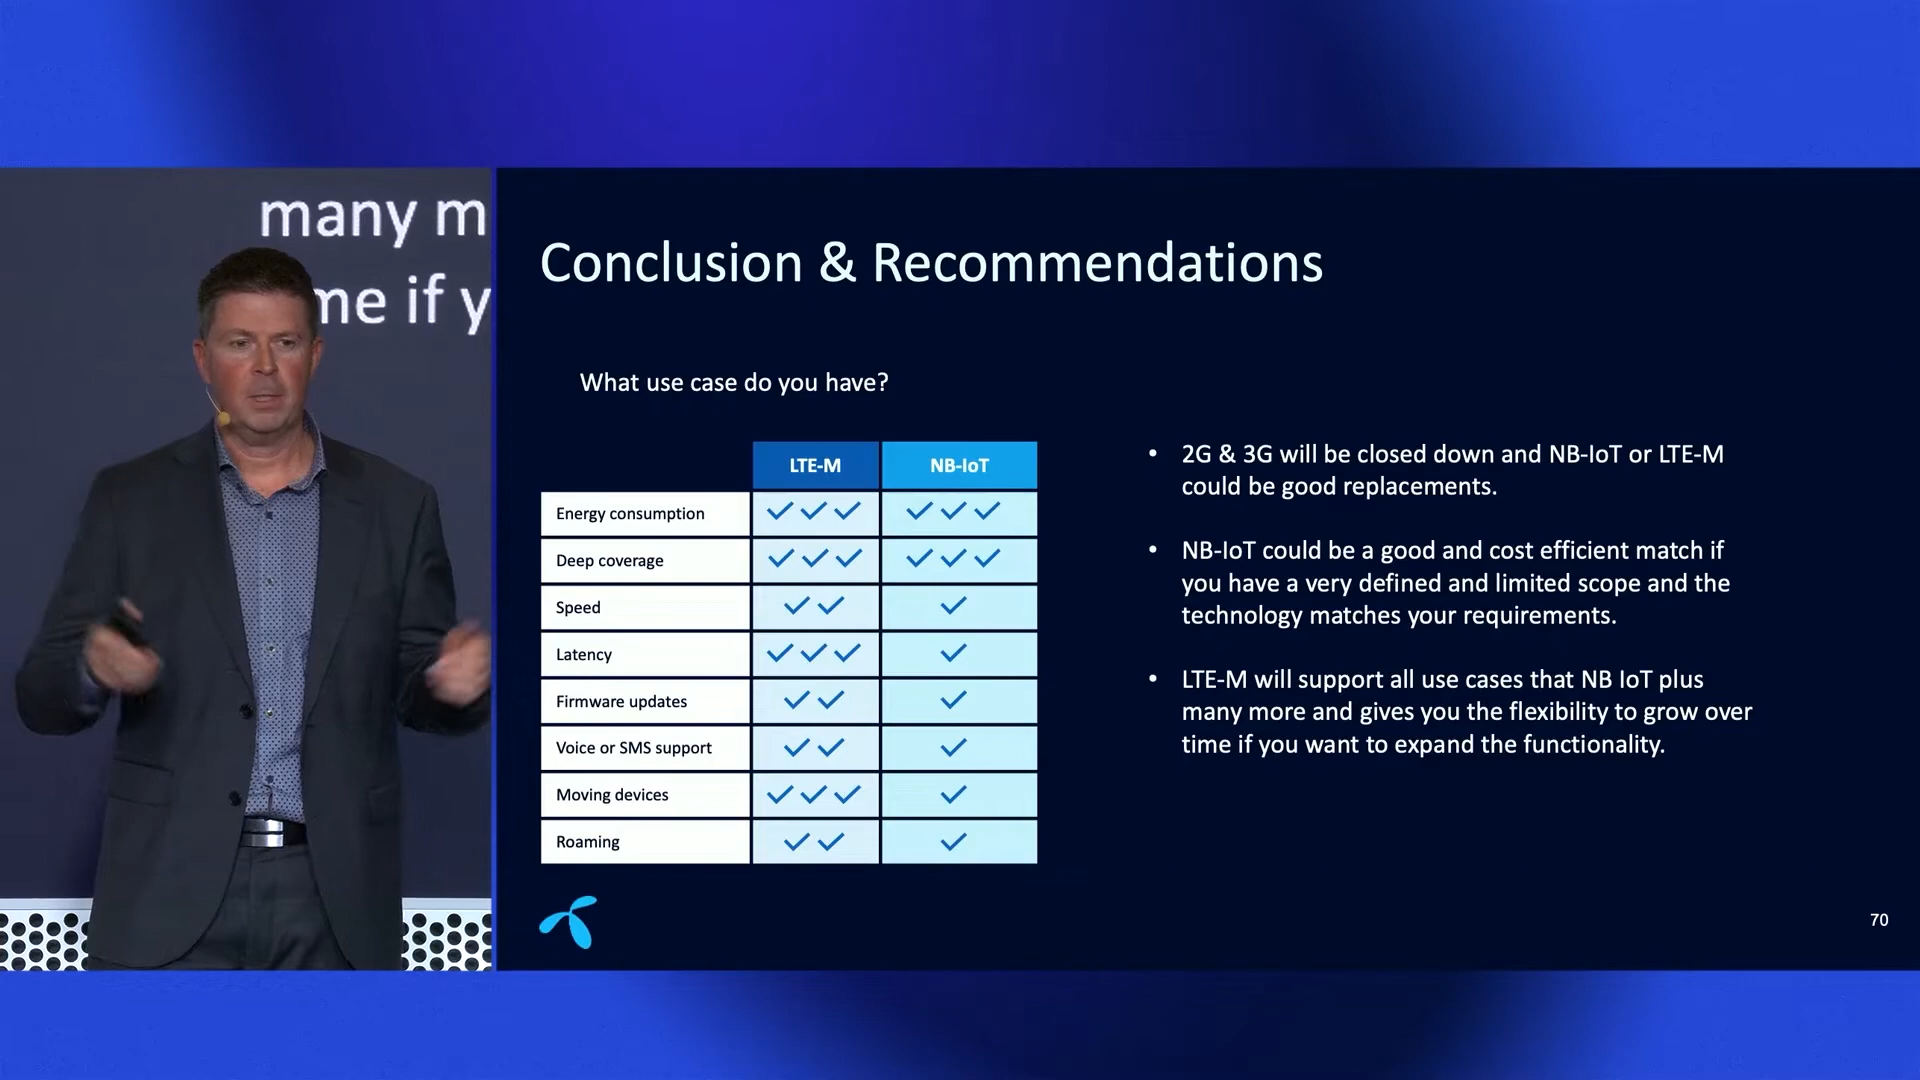 many m
me if y
Conclusion & Recommendations
What use case do you have?
LTE-M NB-IoT
Energy consumption ✓✓✓ ✓✓✓
Deep coverage ✓✓✓ ✓✓✓
Speed ✓✓ ✓
Latency ✓✓✓ ✓
Firmware updates ✓✓ ✓
Voice or SMS support ✓✓ ✓
Moving devices ✓✓✓ ✓
Roaming ✓✓ ✓
• 2G & 3G will be closed down and NB-IoT or LTE-M
could be good replacements.
• NB-IoT could be a good and cost efficient match if
you have a very defined and limited scope and the
technology matches your requirements.
• LTE-M will support all use cases that NB IoT plus
many more and gives you the flexibility to grow over
time if you want to expand the functionality.
70